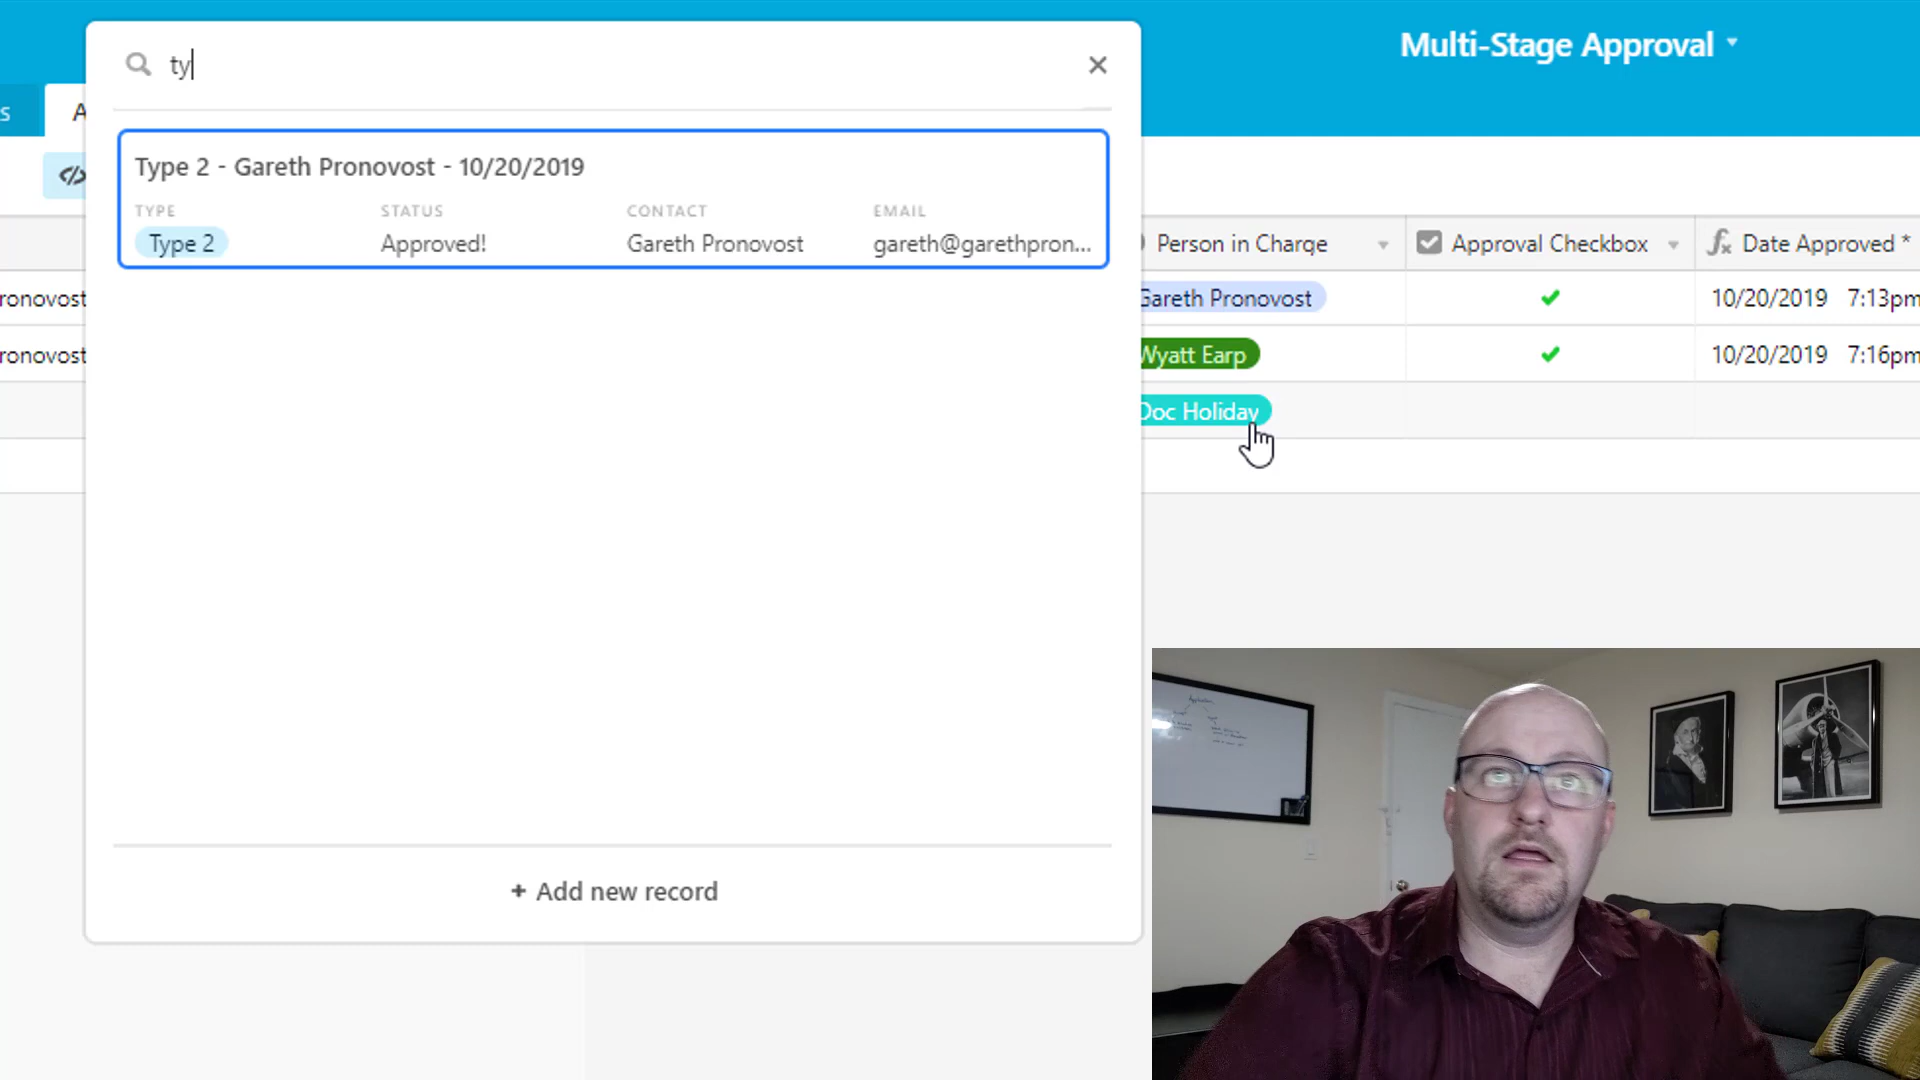 Multi-Stage Approval
ty
Type 2 - Gareth Pronovost - 10/20/2019
TYPE STATUS CONTACT EMAIL
Type 2 Approved! Gareth Pronovost gareth@garethpron...
Person in Charge Approval Checkbox Date Approved *
ronovost Gareth Pronovost 10/20/2019 7:13pm
ronovost Wyatt Earp 10/20/2019 7:16pm
Doc Holiday
+ Add new record